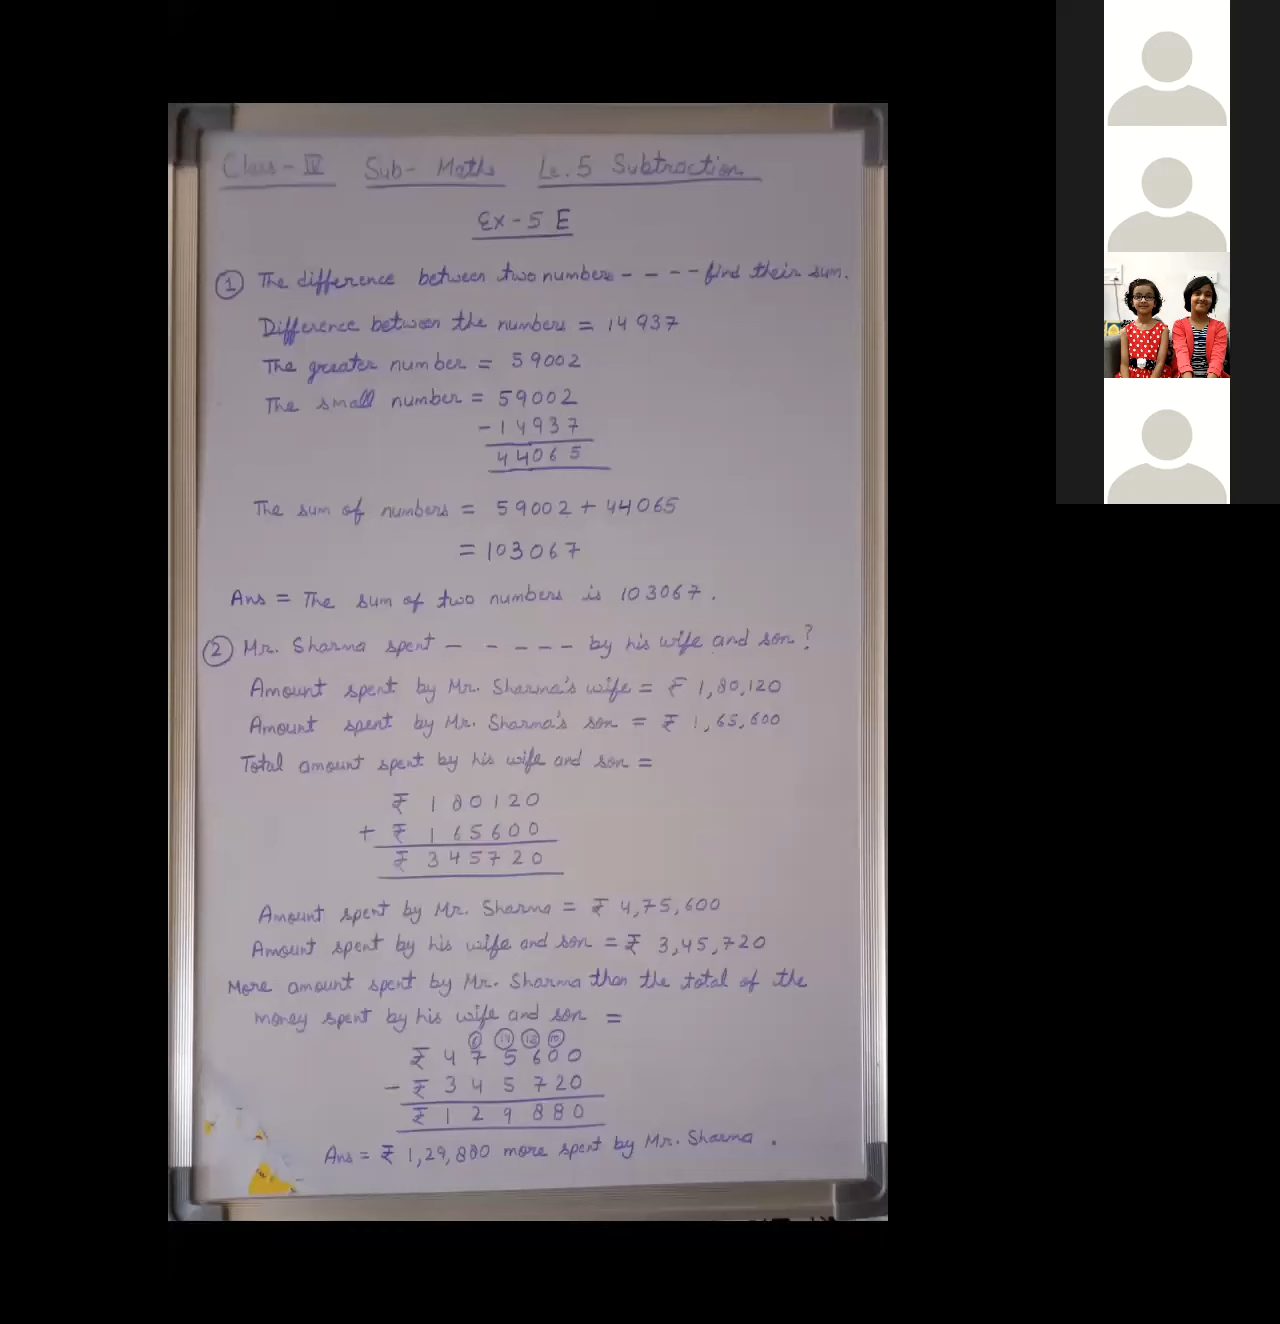 Class - IV Sub - Maths Le. 5 Subtraction
Ex - 5 E
① The difference between two numbers - - - - find their sum.
Difference between the numbers = 14937
The greater number = 59002
The small number = 59002
- 14937
44065
The sum of numbers = 59002 + 44065
= 103067
Ans = The sum of two numbers is 103067.
② Mr. Sharma spent - - - - - by his wife and son?
Amount spent by Mr. Sharma's wife = ₹ 1,80,120
Amount spent by Mr. Sharma's son = ₹ 1,65,600
Total amount spent by his wife and son =
₹ 180120
+ ₹ 165600
₹ 345720
Amount spent by Mr. Sharma = ₹ 4,75,600
Amount spent by his wife and son = ₹ 3,45,720
More amount spent by Mr. Sharma than the total of the
money spent by his wife and son =
₹ 475600
- ₹ 345720
₹ 129880
Ans = ₹ 1,29,880 more spent by Mr. Sharma.